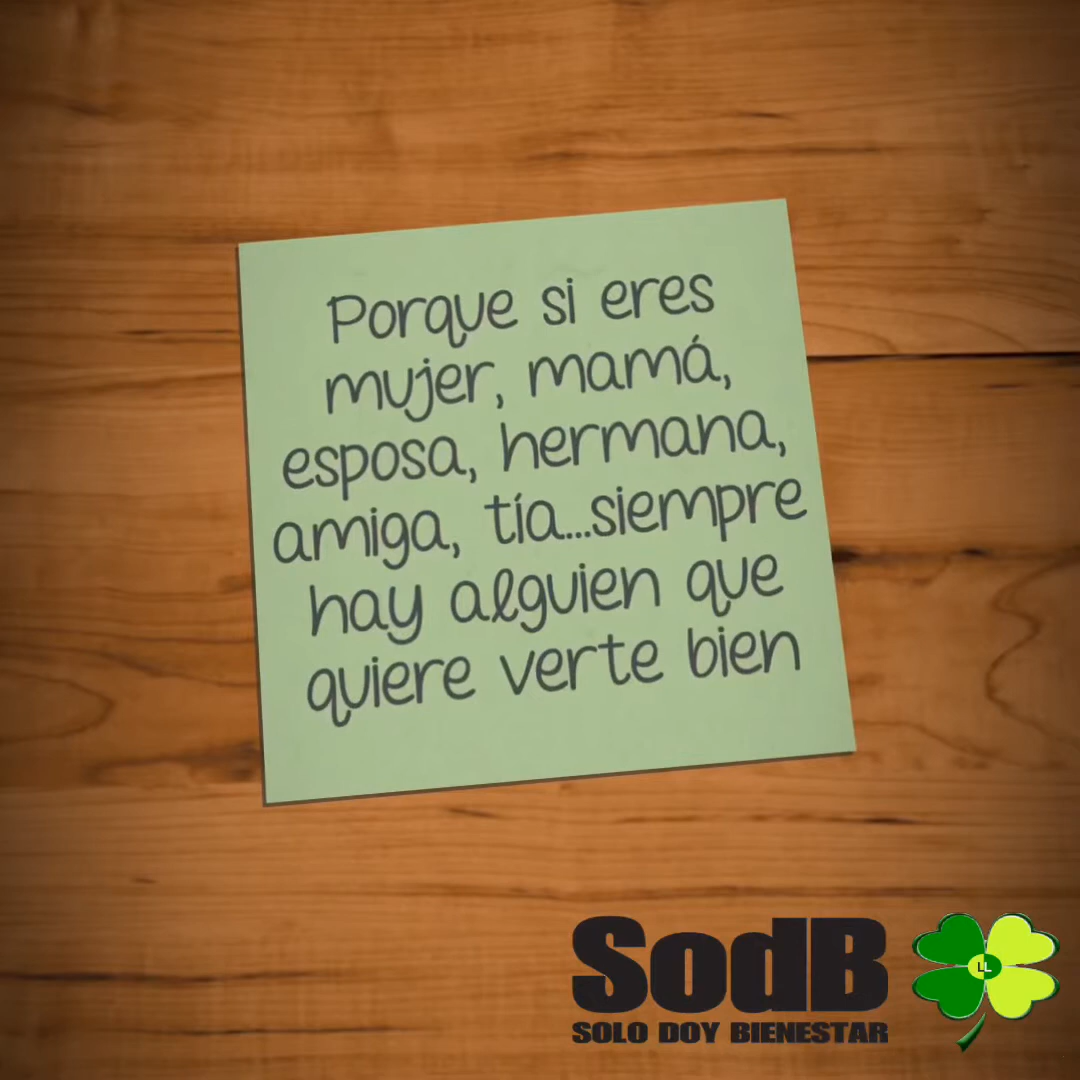 Porque si eres
mujer, mamá,
esposa, hermana,
amiga, tía...siempre
hay alguien que
quiere verte bien
SodB
SOLO DOY BIENESTAR
LL